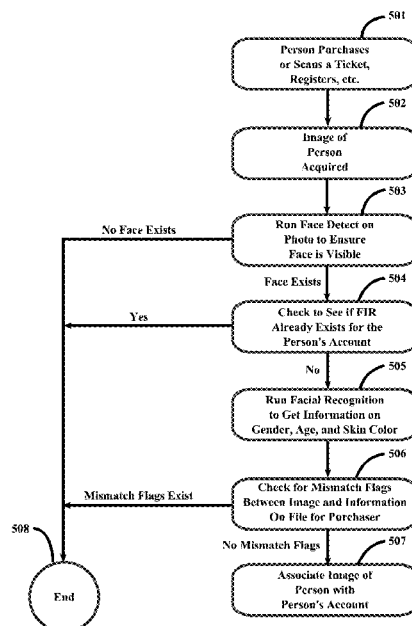 501
Person Purchases
or Scans a Ticket,
Registers, etc.
502
Image of
Person
Acquired
503
No Face Exists
Run Face Detect on
Photo to Ensure
Face is Visible
Face Exists
504
Yes
Check to See if FIR
Already Exists for the
Person's Account
No
505
Run Facial Recognition
to Get Information on
Gender, Age, and Skin Color
506
Mismatch Flags Exist
Check for Mismatch Flags
Between Image and Information
On File for Purchaser
508
No Mismatch Flags
507
End
Associate Image of
Person with
Person's Account